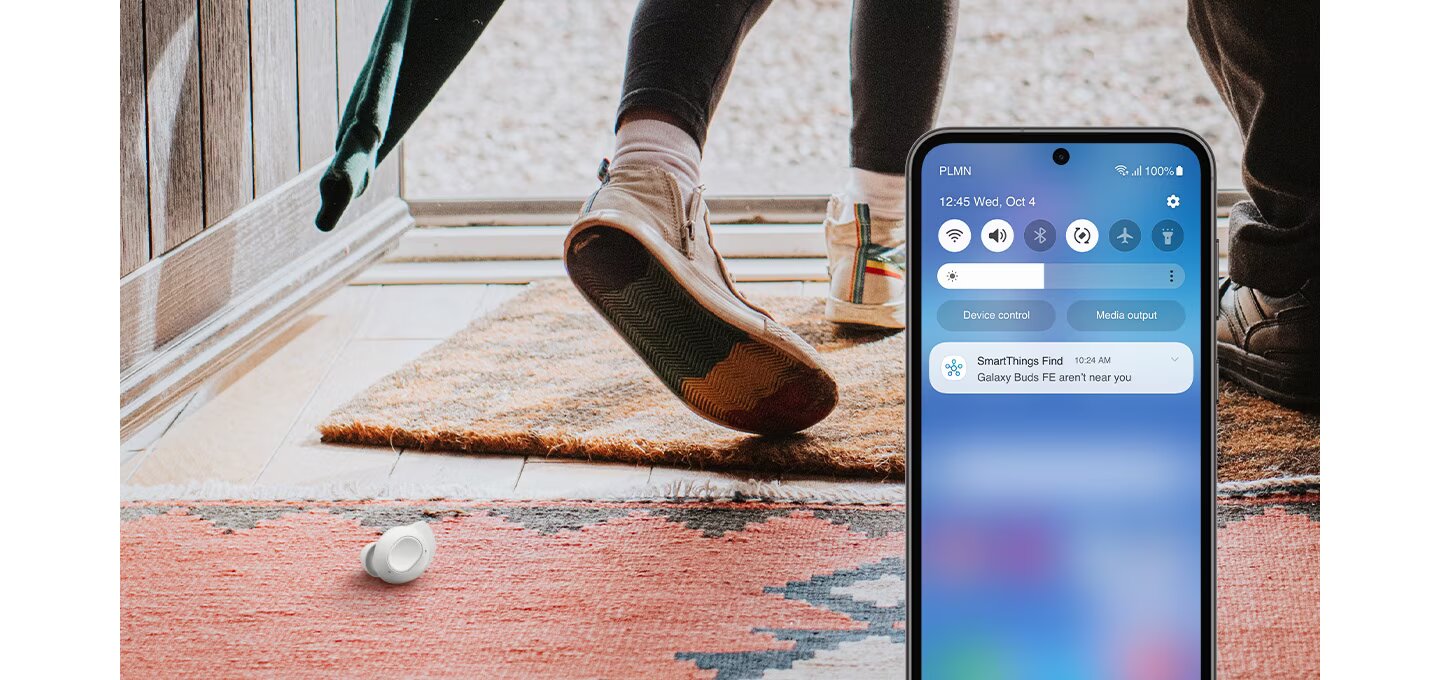 PLMN 100%
12:45 Wed, Oct 4
Device control Media output
SmartThings Find 10:24 AM
Galaxy Buds FE aren't near you